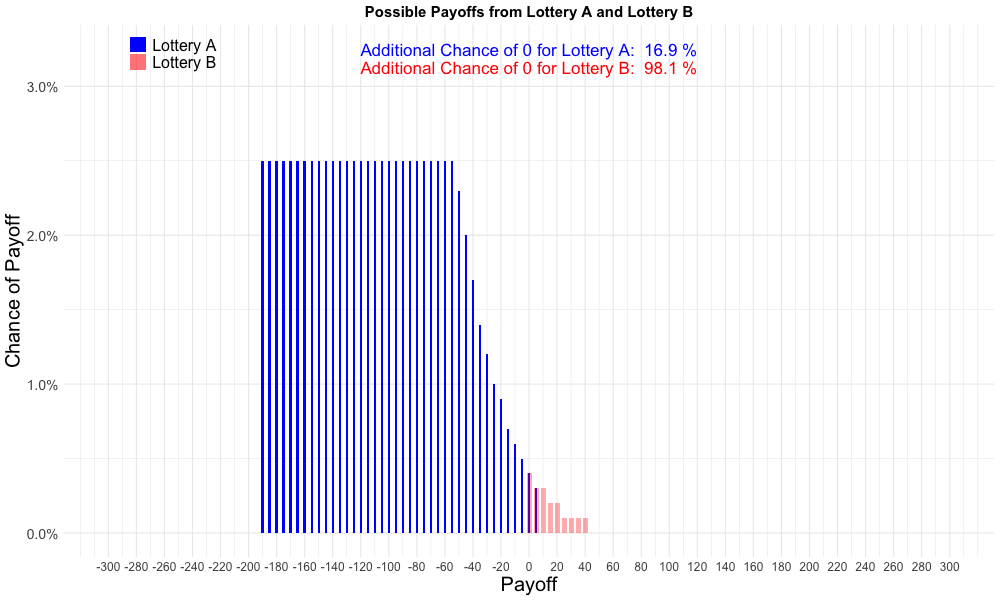 Possible Payoffs from Lottery A and Lottery B
Lottery A
Lottery B
Additional Chance of 0 for Lottery A: 16.9 %
Additional Chance of 0 for Lottery B: 98.1 %
Chance of Payoff
3.0%
2.0%
1.0%
0.0%
-300 -280 -260 -240 -220 -200 -180 -160 -140 -120 -100 -80 -60 -40 -20 0 20 40 60 80 100 120 140 160 180 200 220 240 260 280 300
Payoff